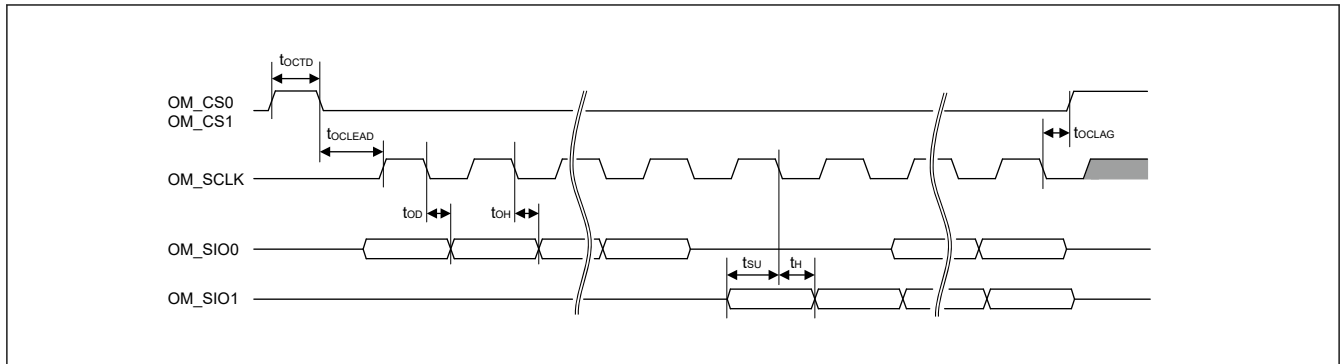 tOCTD
OM_CS0
OM_CS1
tOCLEAD
tOCLAG
OM_SCLK
tOD
tOH
OM_SIO0
tSU
tH
OM_SIO1